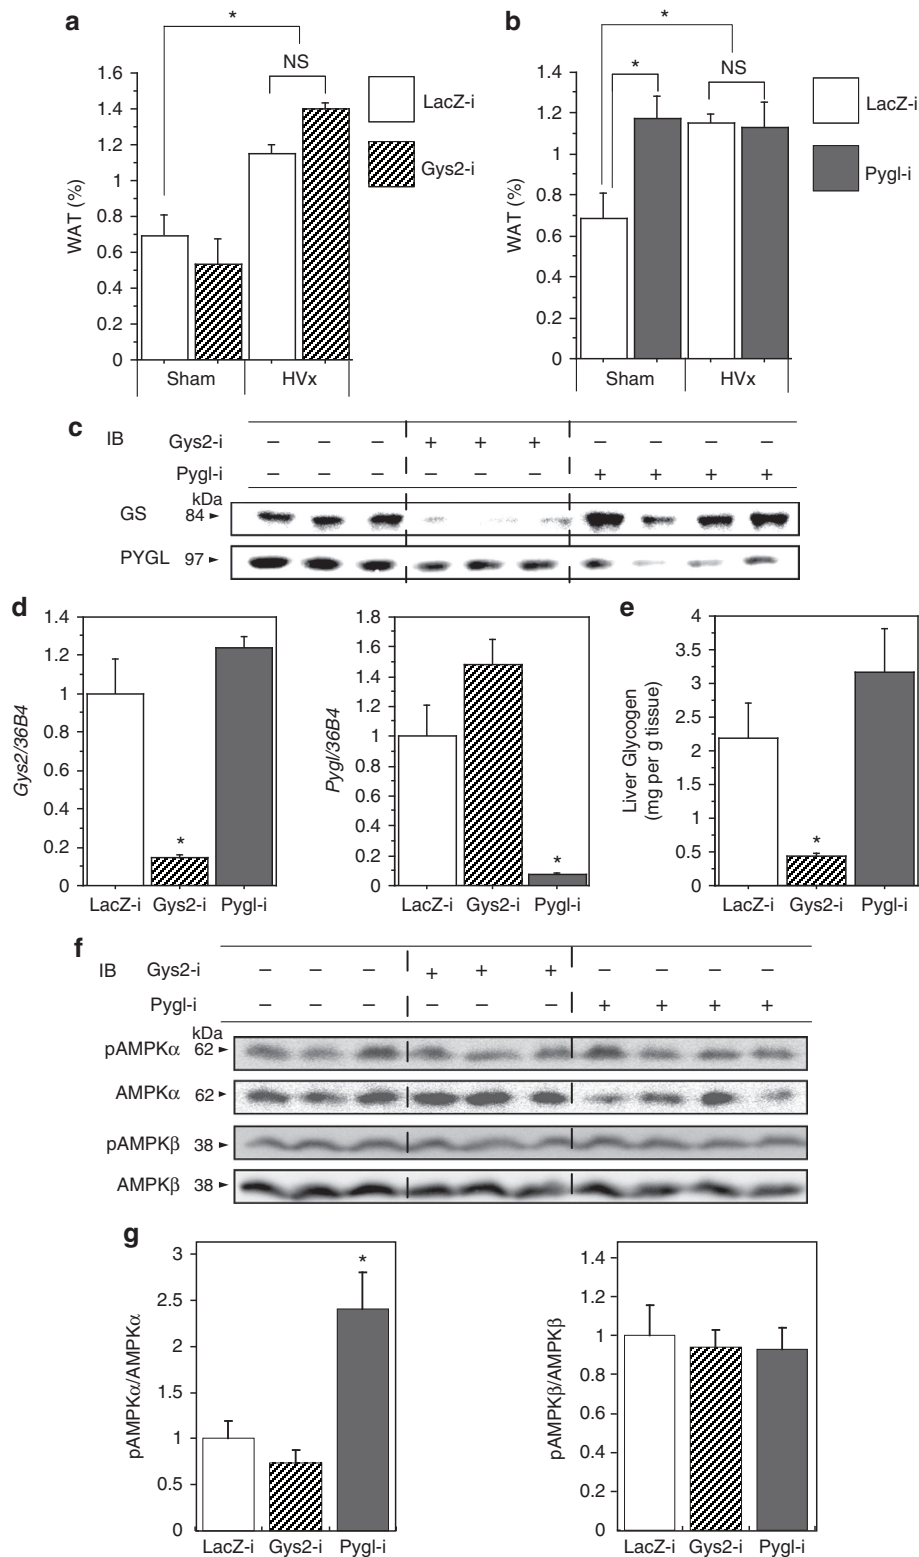 a
*
NS
WAT (%)
1.6
1.4
1.2
1
0.8
0.6
0.4
0.2
0
Sham HVx
LacZ-i
Gys2-i
b
*
*
NS
WAT (%)
1.4
1.2
1
0.8
0.6
0.4
0.2
0
Sham HVx
LacZ-i
Pygl-i
c
IB Gys2-i − − − + + + − − − −
Pygl-i − − − − − − + + + +
kDa
GS 84
PYGL 97
d
Gys2/36B4
1.4
1.2
1
0.8
0.6
0.4
0.2
0
*
LacZ-i Gys2-i Pygl-i
Pygl/36B4
1.8
1.6
1.4
1.2
1
0.8
0.6
0.4
0.2
0
*
LacZ-i Gys2-i Pygl-i
e
Liver Glycogen
(mg per g tissue)
4
3.5
3
2.5
2
1.5
1
0.5
0
*
LacZ-i Gys2-i Pygl-i
f
IB Gys2-i − − − + + + − − − −
Pygl-i − − − − − − + + + +
kDa
pAMPKα 62
AMPKα 62
pAMPKβ 38
AMPKβ 38
g
pAMPKα/AMPKα
3
2.5
2
1
0.5
0
*
LacZ-i Gys2-i Pygl-i
pAMPKβ/AMPKβ
1.4
1.2
1
0.8
0.6
0.4
0.2
0
LacZ-i Gys2-i Pygl-i